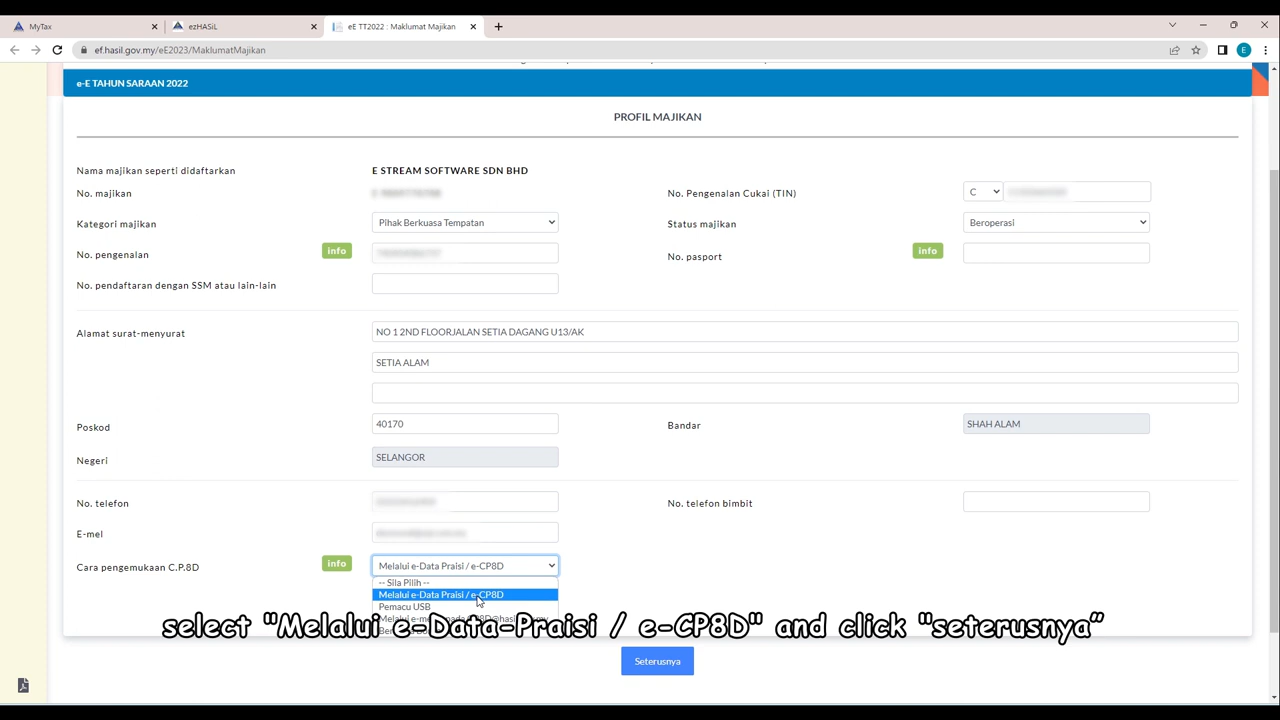 MyTax
ezHASiL
eE TT2022 : Maklumat Majikan
ef.hasil.gov.my/eE2023/MaklumatMajikan
E
e-E TAHUN SARAAN 2022
PROFIL MAJIKAN
Nama majikan seperti didaftarkan E STREAM SOFTWARE SDN BHD
No. majikan No. Pengenalan Cukai (TIN) C
Kategori majikan Pihak Berkuasa Tempatan Status majikan Beroperasi
No. pengenalan info No. pasport info
No. pendaftaran dengan SSM atau lain-lain
Alamat surat-menyurat NO 1 2ND FLOORJALAN SETIA DAGANG U13/AK
SETIA ALAM
Poskod 40170 Bandar SHAH ALAM
Negeri SELANGOR
No. telefon No. telefon bimbit
E-mel
Cara pengemukaan C.P.8D info Melalui e-Data Praisi / e-CP8D
-- Sila Pilih --
Melalui e-Data Praisi / e-CP8D
Pemacu USB
select "Melalui e-Data-Praisi / e-CP8D" and click "seterusnya"
Seterusnya